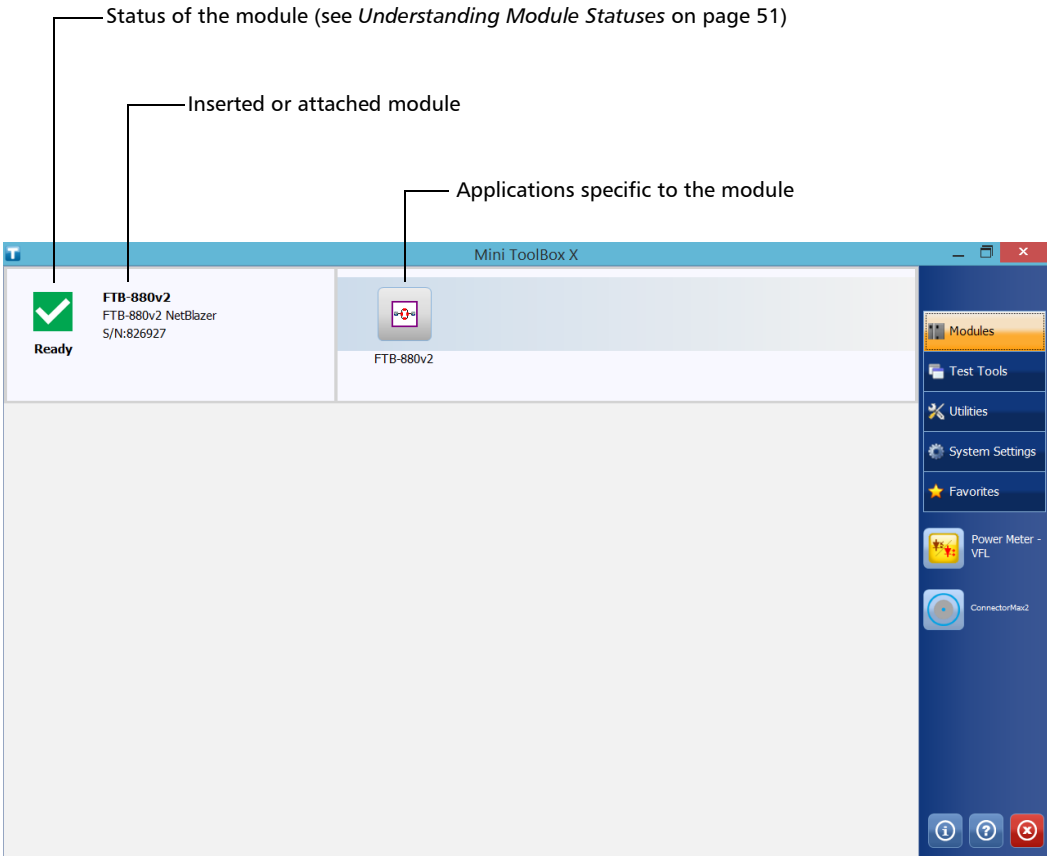 Status of the module (see Understanding Module Statuses on page 51)
Inserted or attached module
Applications specific to the module
T
Mini ToolBox X
FTB-880v2
FTB-880v2 NetBlazer
S/N:826927
Ready
FTB-880v2
Modules
Test Tools
Utilities
System Settings
Favorites
Power Meter -
VFL
ConnectorMax2